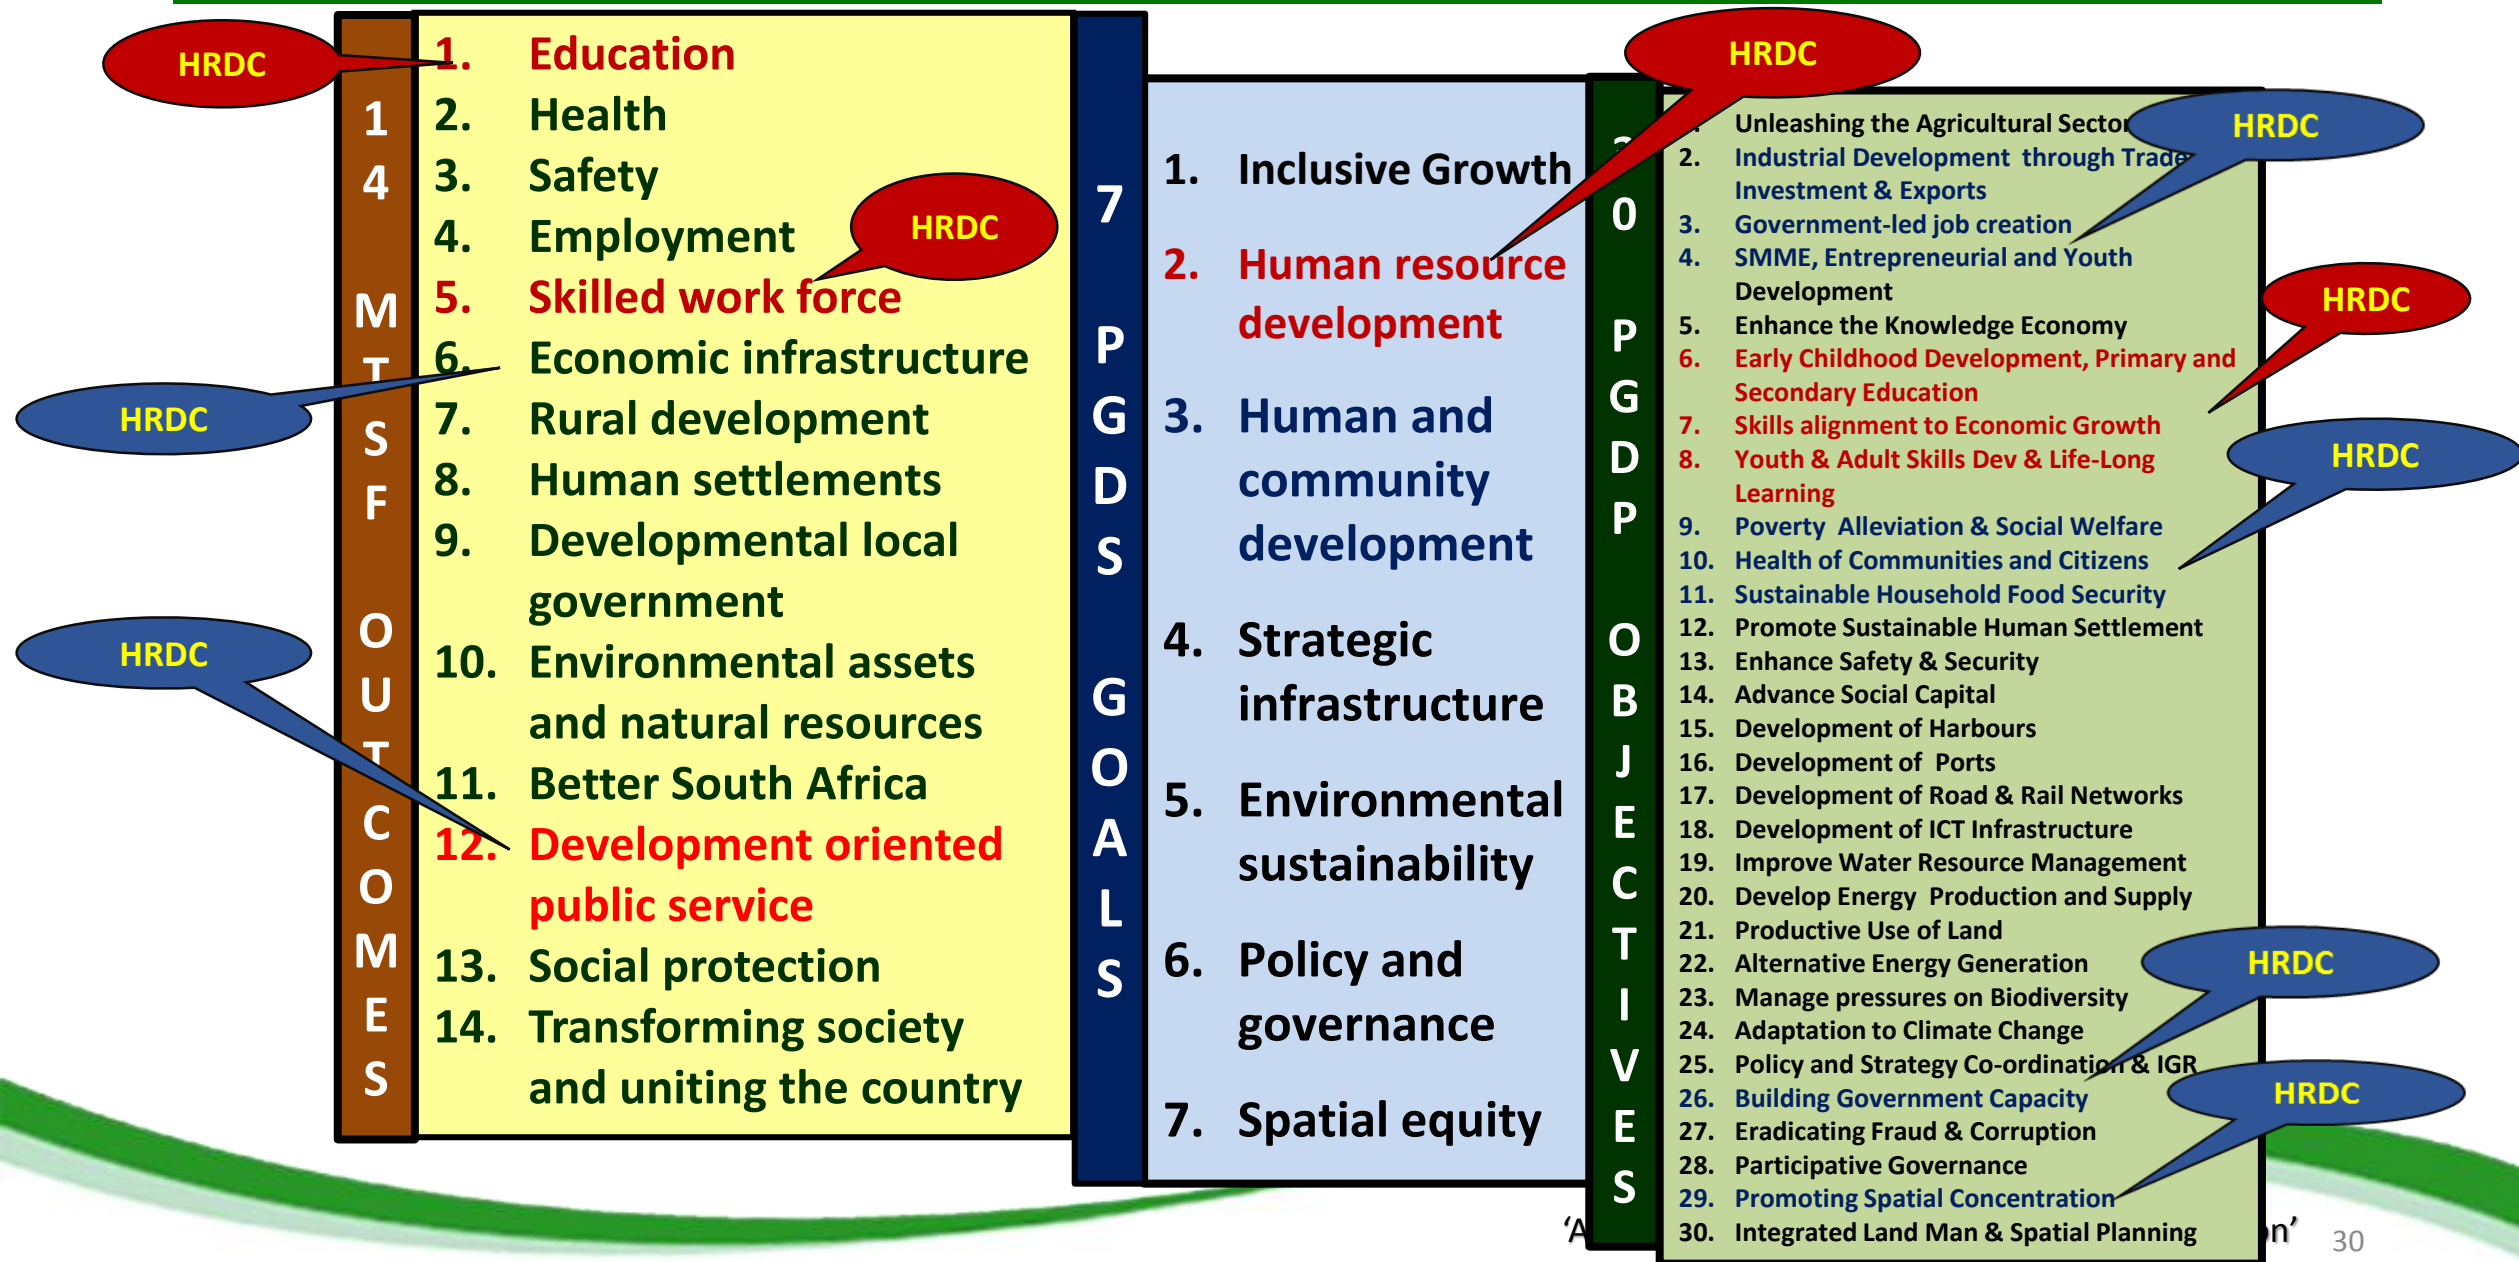 HRDC
14 MTSF OUTCOMES
1. Education
2. Health
3. Safety
4. Employment
HRDC
5. Skilled work force
6. Economic infrastructure
HRDC
7. Rural development
8. Human settlements
9. Developmental local
government
HRDC
10. Environmental assets
and natural resources
11. Better South Africa
12. Development oriented
public service
13. Social protection
14. Transforming society
and uniting the country
7 PGDS GOALS
1. Inclusive Growth
HRDC
2. Human resource
development
3. Human and
community
development
4. Strategic
infrastructure
5. Environmental
sustainability
6. Policy and
governance
7. Spatial equity
0 PGDP OBJECTIVES
Unleashing the Agricultural Sector
HRDC
2. Industrial Development through Trade
Investment & Exports
3. Government-led job creation
4. SMME, Entrepreneurial and Youth
Development
HRDC
5. Enhance the Knowledge Economy
6. Early Childhood Development, Primary and
Secondary Education
7. Skills alignment to Economic Growth
8. Youth & Adult Skills Dev & Life-Long
Learning
HRDC
9. Poverty Alleviation & Social Welfare
10. Health of Communities and Citizens
11. Sustainable Household Food Security
12. Promote Sustainable Human Settlement
13. Enhance Safety & Security
14. Advance Social Capital
15. Development of Harbours
16. Development of Ports
17. Development of Road & Rail Networks
18. Development of ICT Infrastructure
19. Improve Water Resource Management
20. Develop Energy Production and Supply
21. Productive Use of Land
22. Alternative Energy Generation
HRDC
23. Manage pressures on Biodiversity
24. Adaptation to Climate Change
25. Policy and Strategy Co-ordination & IGR
26. Building Government Capacity
HRDC
27. Eradicating Fraud & Corruption
28. Participative Governance
29. Promoting Spatial Concentration
30. Integrated Land Man & Spatial Planning
30